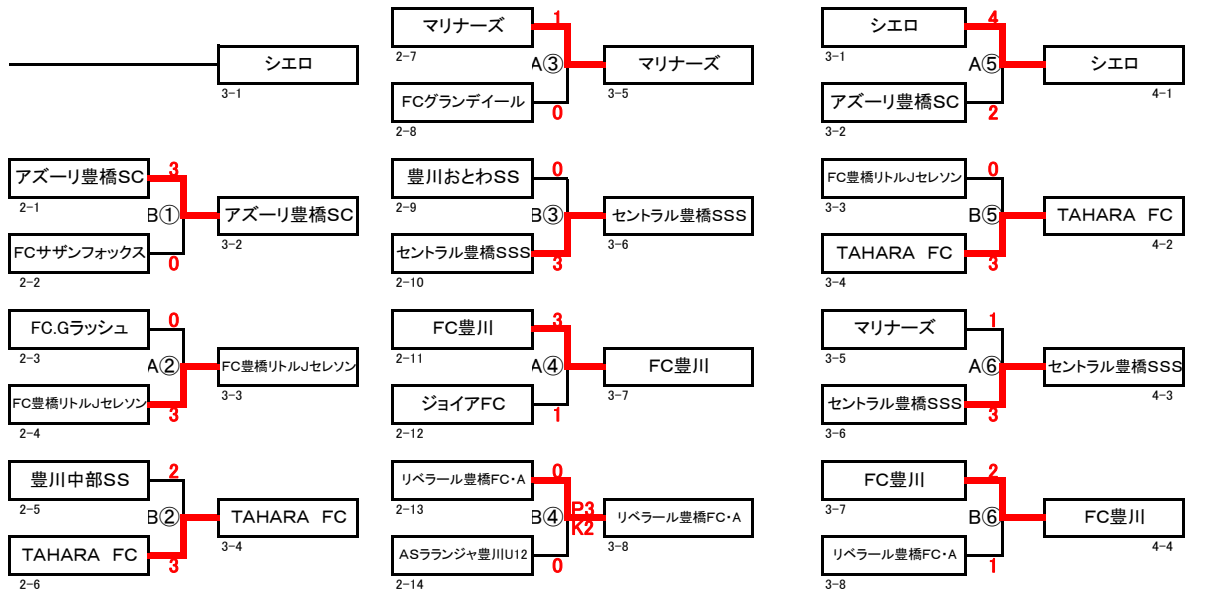 シエロ
3-1
アズーリ豊橋SC
3
2-1
B①
アズーリ豊橋SC
3-2
FCサザンフォックス
0
2-2
FC.Gラッシュ
0
2-3
A②
FC豊橋リトルJセレソン
3-3
FC豊橋リトルJセレソン
3
2-4
豊川中部SS
2
2-5
B②
TAHARA FC
3-4
TAHARA FC
3
2-6
マリナーズ
1
2-7
A③
マリナーズ
3-5
FCグランデイール
0
2-8
豊川おとわSS
0
2-9
B③
セントラル豊橋SSS
3-6
セントラル豊橋SSS
3
2-10
FC豊川
3
2-11
A④
FC豊川
3-7
ジョイアFC
1
2-12
リベラール豊橋FC・A
0
2-13
B④
P3
K2
リベラール豊橋FC・A
3-8
ASラランジャ豊川U12
0
2-14
シエロ
4
3-1
A⑤
シエロ
4-1
アズーリ豊橋SC
2
3-2
FC豊橋リトルJセレソン
0
3-3
B⑤
TAHARA FC
4-2
TAHARA FC
3
3-4
マリナーズ
1
3-5
A⑥
セントラル豊橋SSS
4-3
セントラル豊橋SSS
3
3-6
FC豊川
2
3-7
B⑥
FC豊川
4-4
リベラール豊橋FC・A
1
3-8